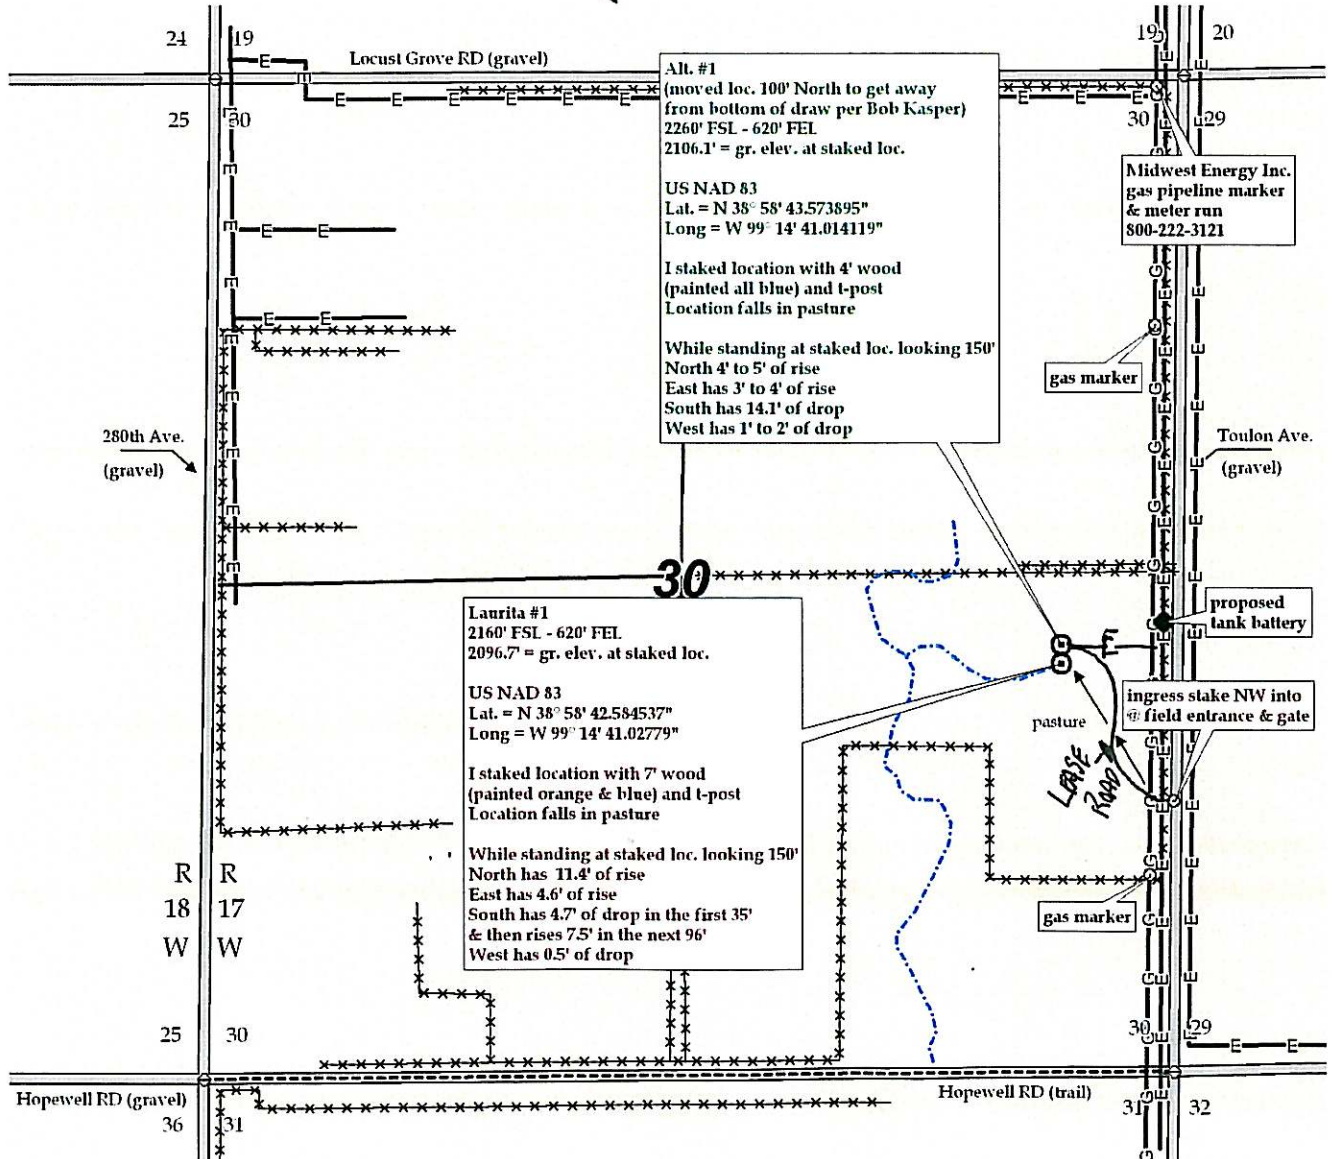 24 19
19 20
Locust Grove RD (gravel)
25 30
30 29
Alt. #1
(moved loc. 100' North to get away
from bottom of draw per Bob Kasper)
2260' FSL - 620' FEL
2106.1' = gr. elev. at staked loc.
US NAD 83
Lat. = N 38° 58' 43.573895"
Long = W 99° 14' 41.014119"
I staked location with 4' wood
(painted all blue) and t-post
Location falls in pasture
While standing at staked loc. looking 150'
North 4' to 5' of rise
East has 3' to 4' of rise
South has 14.1' of drop
West has 1' to 2' of drop
Midwest Energy Inc.
gas pipeline marker
& meter run
800-222-3121
gas marker
280th Ave.
(gravel)
Toulon Ave.
(gravel)
30
Laurita #1
2160' FSL - 620' FEL
2096.7' = gr. elev. at staked loc.
US NAD 83
Lat. = N 38° 58' 42.584537"
Long = W 99° 14' 41.02779"
I staked location with 7' wood
(painted orange & blue) and t-post
Location falls in pasture
While standing at staked loc. looking 150'
North has 11.4' of rise
East has 4.6' of rise
South has 4.7' of drop in the first 35'
& then rises 7.5' in the next 96'
West has 0.5' of drop
proposed
tank battery
E
ingress stake NW into
@ field entrance & gate
pasture
LEASE
ROAD
gas marker
R R
18 17
W W
25 30
30 29
Hopewell RD (gravel)
Hopewell RD (trail)
36 31
31 32